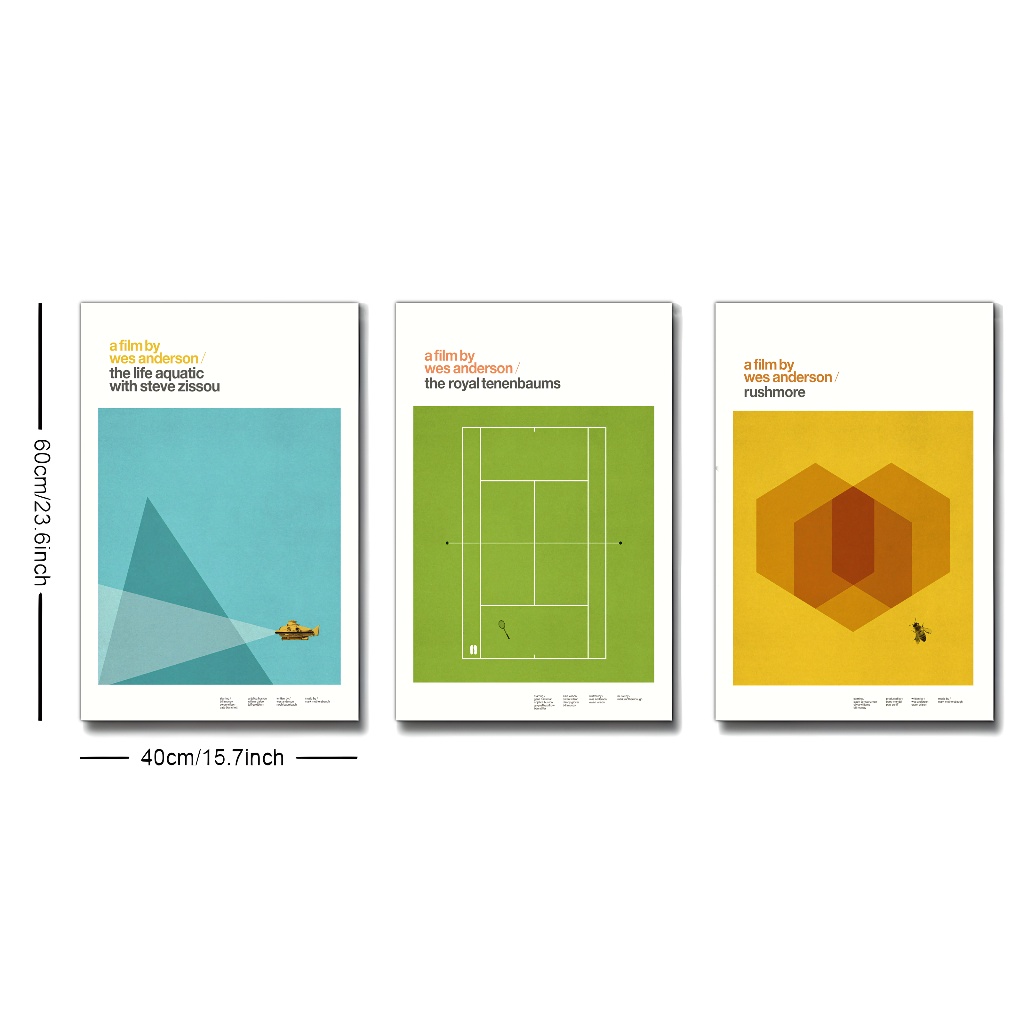 a film by
wes anderson /
the life aquatic
with steve zissou
a film by
wes anderson /
the royal tenenbaums
a film by
wes anderson /
rushmore
60cm/23.6inch
40cm/15.7inch